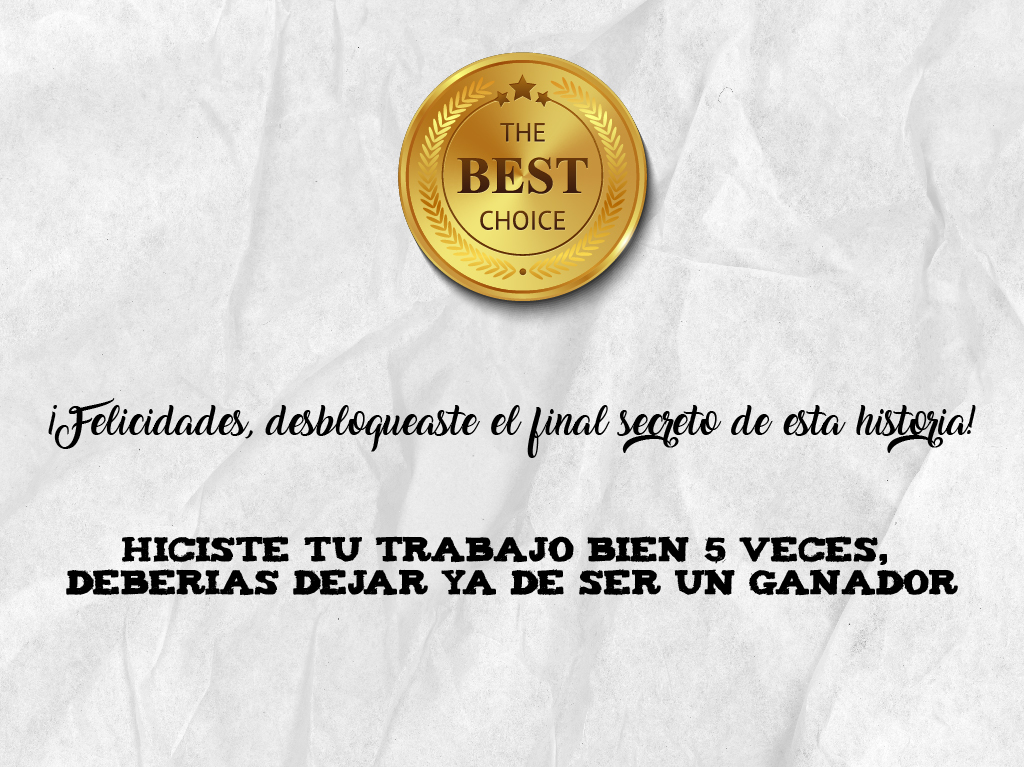 THE
BEST
CHOICE
¡Felicidades, desbloqueaste el final secreto de esta historia!
HICISTE TU TRABAJO BIEN 5 VECES,
DEBERIAS DEJAR YA DE SER UN GANADOR